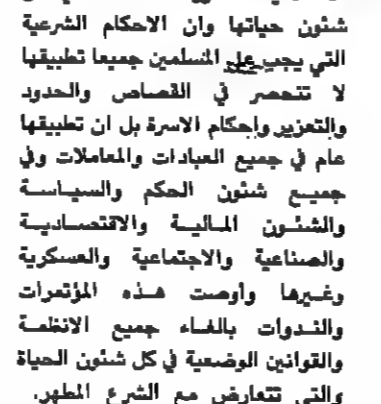 شئون حياتها وان الاحكام الشرعية
التي يجب على المسلمين جميعا تطبيقها
لا تنحصر في القصاص والحدود
والتعزير واحكام الاسرة بل ان تطبيقها
عام في جميع العبادات والمعاملات وفي
جميع شئون الحكم والسياسة
والشئون المالية والاقتصادية
والصناعية والاجتماعية والعسكرية
وغيرها وأوصت هذه المؤتمرات
والندوات بالغاء جميع الانظمة
والقوانين الوضعية في كل شئون الحياة
والتي تتعارض مع الشرع المطهر.